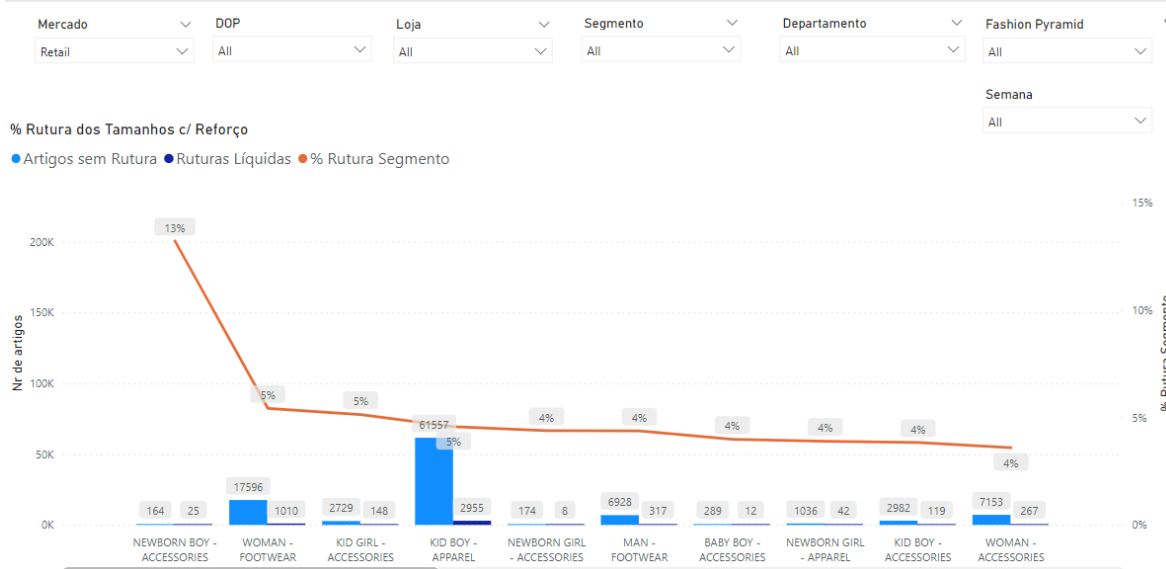 Mercado
DOP
Loja
Segmento
Departamento
Fashion Pyramid
Retail
All
All
All
All
All
Semana
All
% Rutura dos Tamanhos c/ Reforço
Artigos sem Rutura
Ruturas Líquidas
% Rutura Segmento
Nr de artigos
200K
150K
100K
50K
0K
% Rutura Segmento
15%
10%
5%
0%
13%
5%
5%
5%
4%
4%
4%
4%
4%
4%
164 25
17596 1010
2729 148
61557 2955
174 8
6928 317
289 12
1036 42
2982 119
7153 267
NEWBORN BOY -
ACCESSORIES
WOMAN -
FOOTWEAR
KID GIRL -
ACCESSORIES
KID BOY -
APPAREL
NEWBORN GIRL
- ACCESSORIES
MAN -
FOOTWEAR
BABY BOY -
ACCESSORIES
NEWBORN GIRL
- APPAREL
KID BOY -
ACCESSORIES
WOMAN -
ACCESSORIES